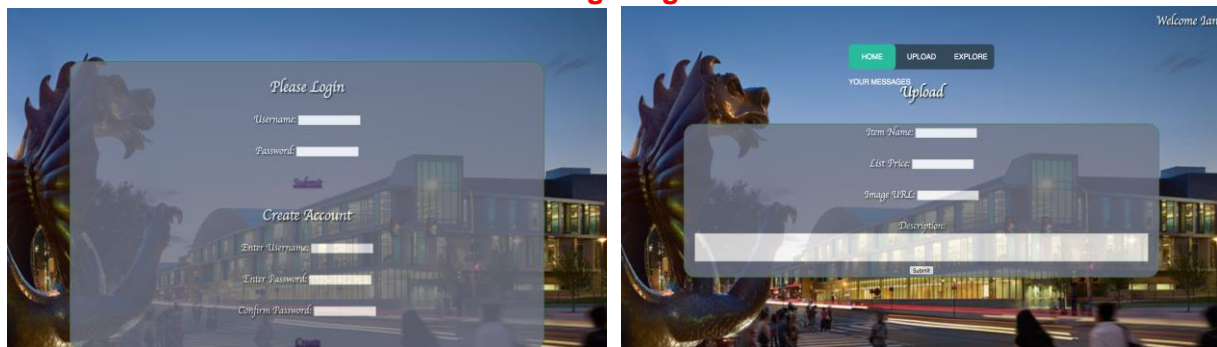 Please Login
Username:
Password:
Submit
Create Account
Enter Username:
Enter Password:
Confirm Password:
Create
Welcome Ian
HOME UPLOAD EXPLORE
YOUR MESSAGES
Upload
Item Name:
List Price:
Image URL:
Description:
Submit